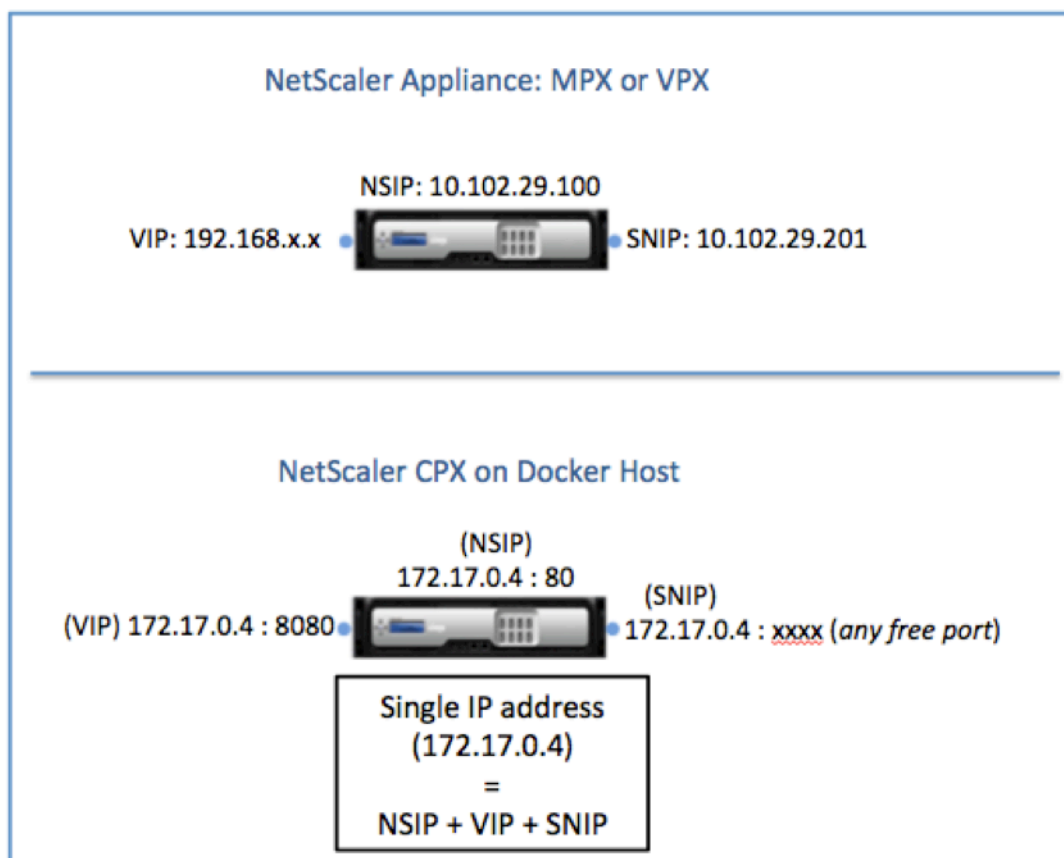 NetScaler Appliance: MPX or VPX
NSIP: 10.102.29.100
VIP: 192.168.x.x
SNIP: 10.102.29.201
NetScaler CPX on Docker Host
(NSIP)
172.17.0.4 : 80
(VIP) 172.17.0.4 : 8080
(SNIP)
172.17.0.4 : xxxx (any free port)
Single IP address
(172.17.0.4)
=
NSIP + VIP + SNIP